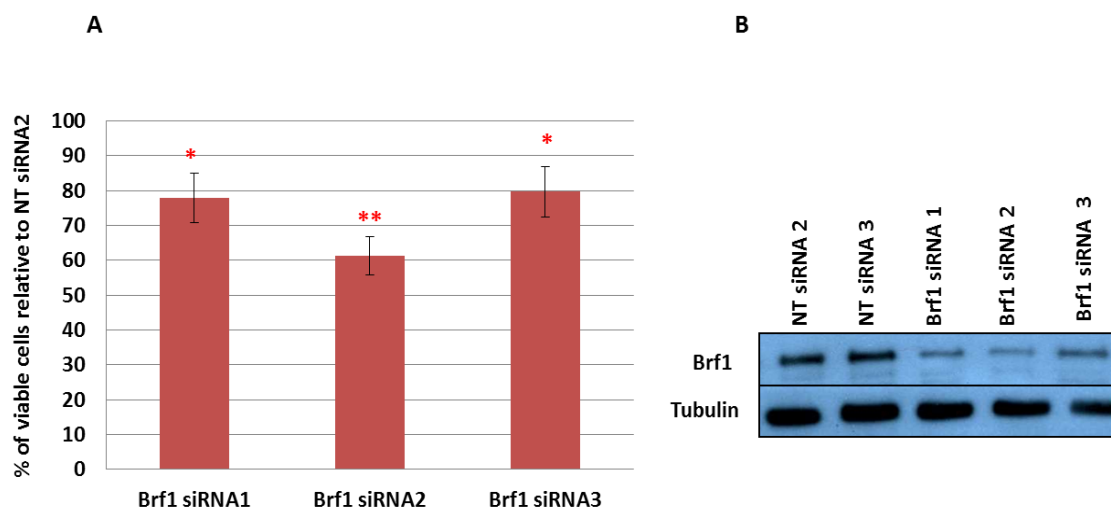 A
B
% of viable cells relative to NT siRNA2
100
90
80
70
60
50
40
30
20
10
0
*
**
*
Brf1 siRNA1
Brf1 siRNA2
Brf1 siRNA3
NT siRNA 2
NT siRNA 3
Brf1 siRNA 1
Brf1 siRNA 2
Brf1 siRNA 3
Brf1
Tubulin